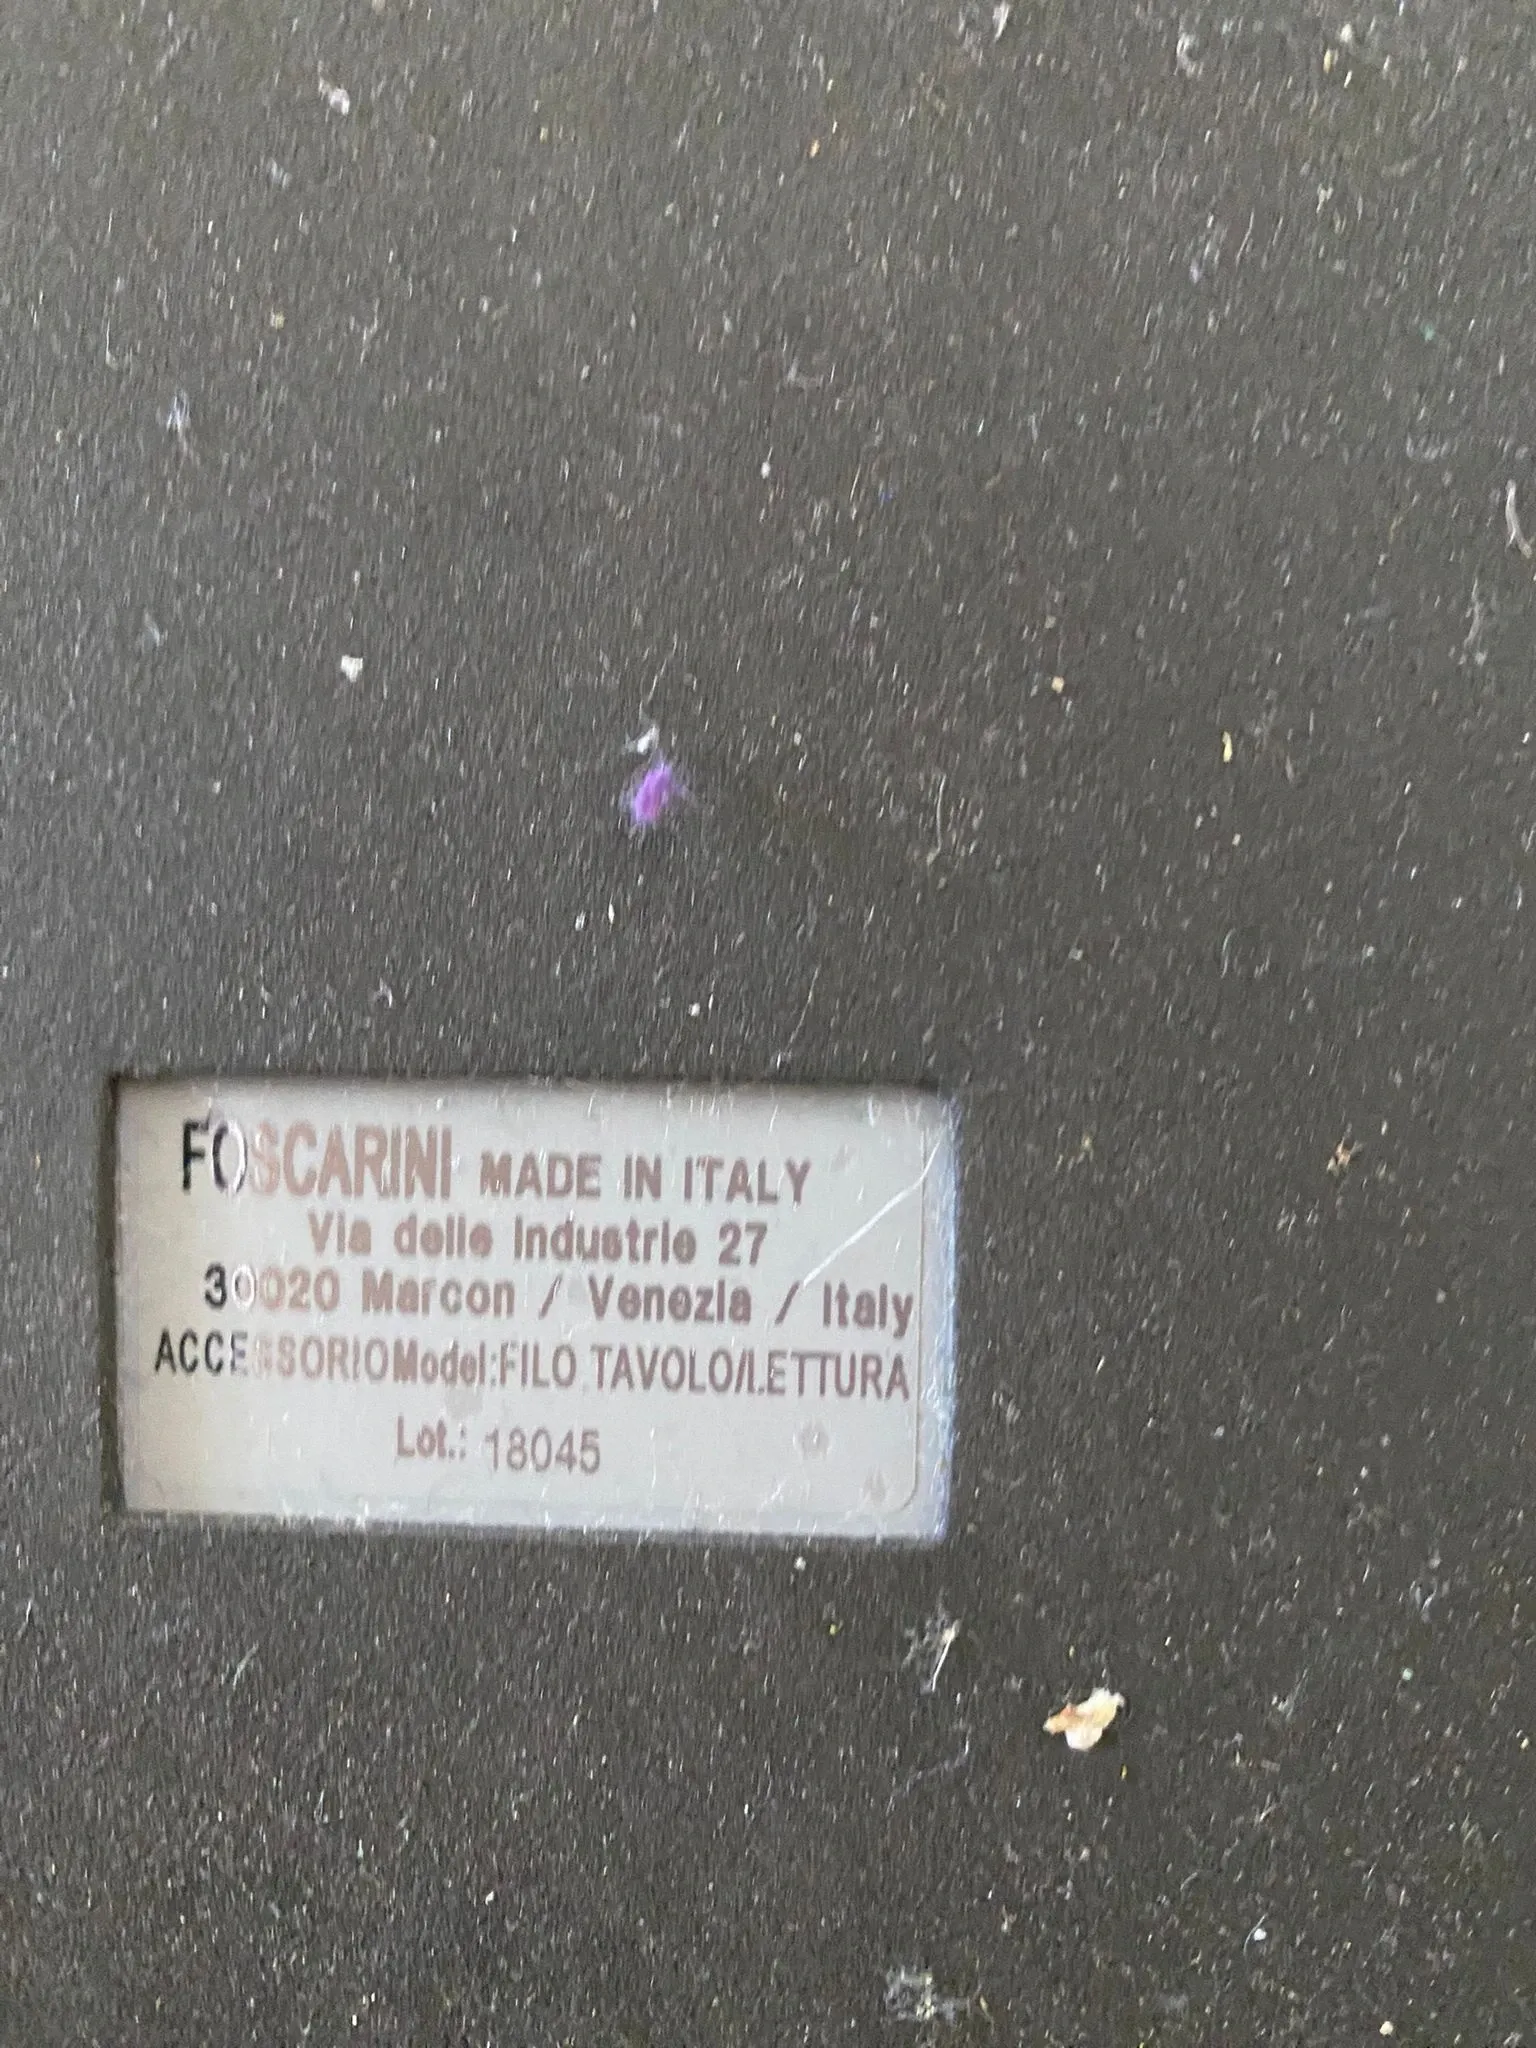 FOSCARINI MADE IN ITALY
Via delle Industrie 27
30020 Marcon / Venezia / Italy
ACCESSORIO Model:FILO TAVOLO/LETTURA
Lot.: 18045